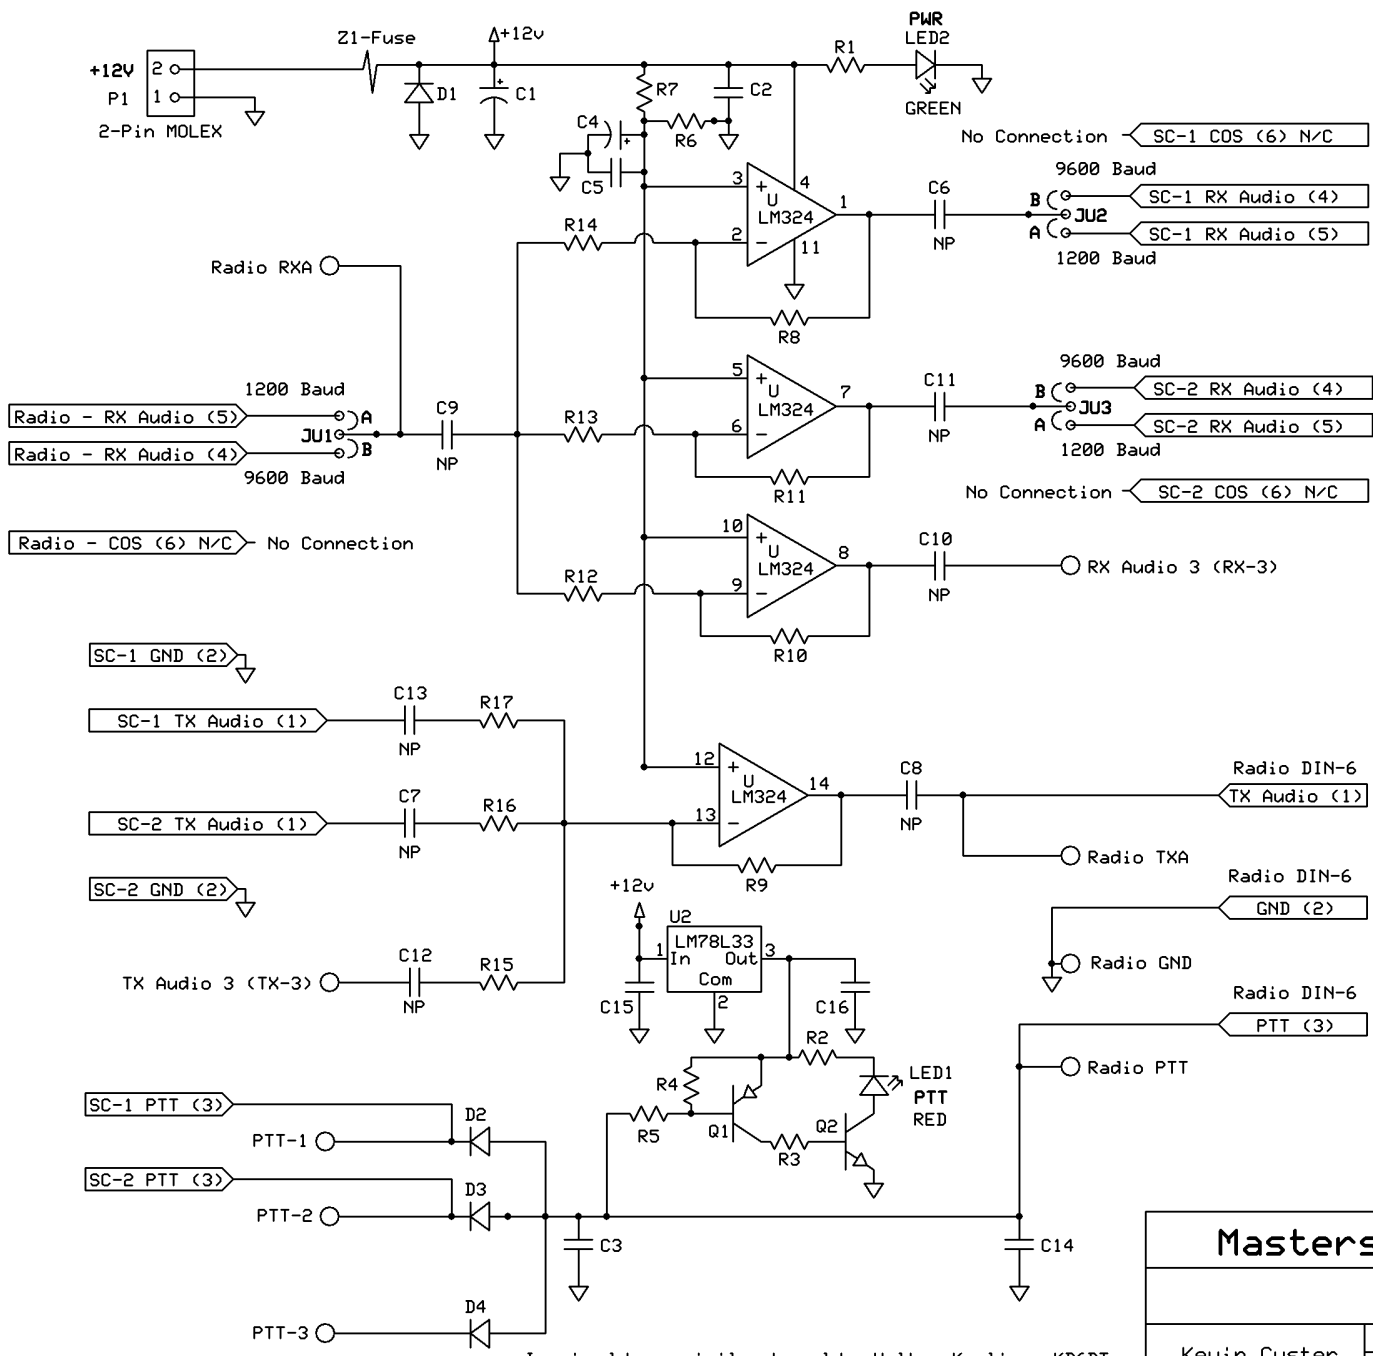 PWR
LED2
Z1-Fuse
+12v
R1
+12V
2
P1
1
2-Pin MOLEX
D1
+
C1
R7
C2
GREEN
C4
+
R6
C5
No Connection
SC-1 COS (6) N/C
9600 Baud
3
+
4
U
LM324
1
C6
NP
B
JU2
A
SC-1 RX Audio (4)
SC-1 RX Audio (5)
1200 Baud
R14
2
-
11
Radio RXA
R8
1200 Baud
Radio - RX Audio (5)
A
JU1
B
Radio - RX Audio (4)
9600 Baud
C9
NP
R13
5
+
U
LM324
7
6
-
R11
C11
NP
9600 Baud
B
JU3
A
SC-2 RX Audio (4)
SC-2 RX Audio (5)
1200 Baud
No Connection
SC-2 COS (6) N/C
Radio - COS (6) N/C
No Connection
R12
10
+
U
LM324
8
9
-
R10
C10
NP
RX Audio 3 (RX-3)
SC-1 GND (2)
C13
NP
R17
SC-1 TX Audio (1)
C7
NP
R16
SC-2 TX Audio (1)
12
+
U
LM324
14
13
-
R9
C8
NP
Radio DIN-6
TX Audio (1)
Radio TXA
SC-2 GND (2)
Radio DIN-6
GND (2)
Radio GND
TX Audio 3 (TX-3)
C12
NP
R15
+12v
U2
LM78L33
1
In
Out
3
Com
2
C15
C16
Radio DIN-6
PTT (3)
Radio PTT
R2
R4
LED1
PTT
RED
R5
Q1
R3
Q2
SC-1 PTT (3)
D2
PTT-1
SC-2 PTT (3)
D3
PTT-2
C3
C14
D4
PTT-3
Masters